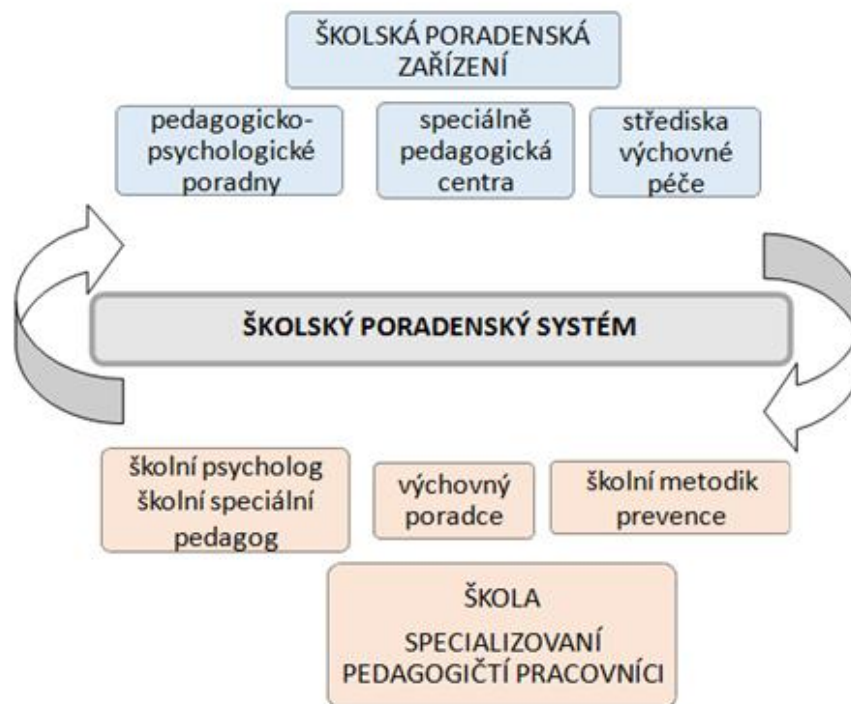 ŠKOLSKÁ PORADENSKÁ
ZAŘÍZENÍ
pedagogicko-
psychologické
poradny
speciálně
pedagogická
centra
střediska
výchovné
péče
ŠKOLSKÝ PORADENSKÝ SYSTÉM
školní psycholog
školní speciální
pedagog
výchovný
poradce
školní metodik
prevence
ŠKOLA
SPECIALIZOVANÍ
PEDAGOGIČTÍ PRACOVNÍCI